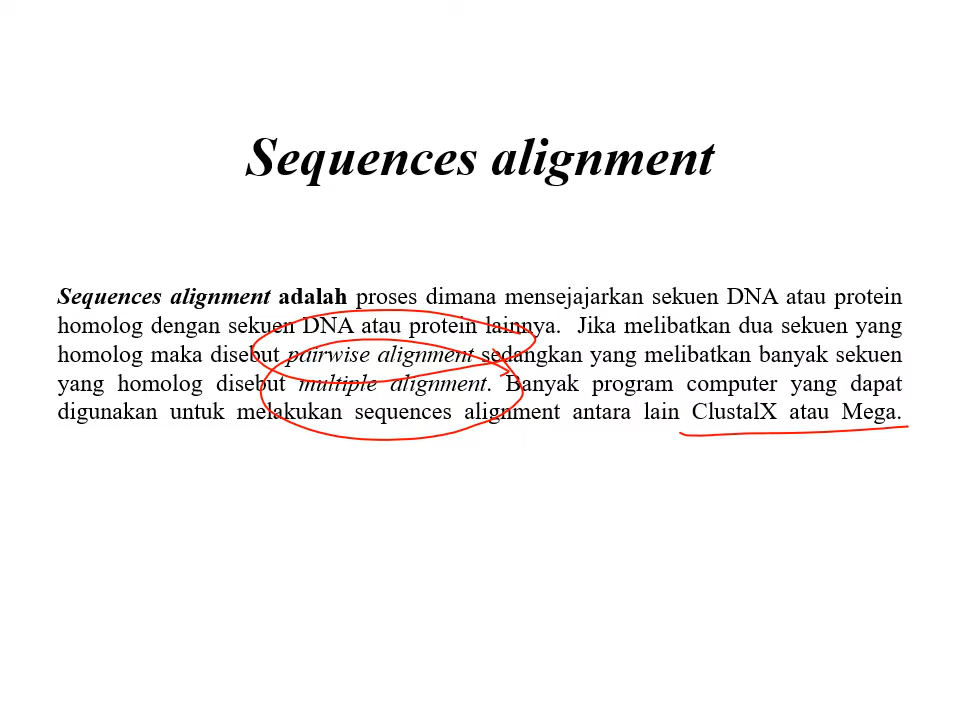 Sequences alignment
Sequences alignment adalah proses dimana mensejajarkan sekuen DNA atau protein
homolog dengan sekuen DNA atau protein lainnya. Jika melibatkan dua sekuen yang
homolog maka disebut pairwise alignment sedangkan yang melibatkan banyak sekuen
yang homolog disebut multiple alignment. Banyak program computer yang dapat
digunakan untuk melakukan sequences alignment antara lain ClustalX atau Mega.